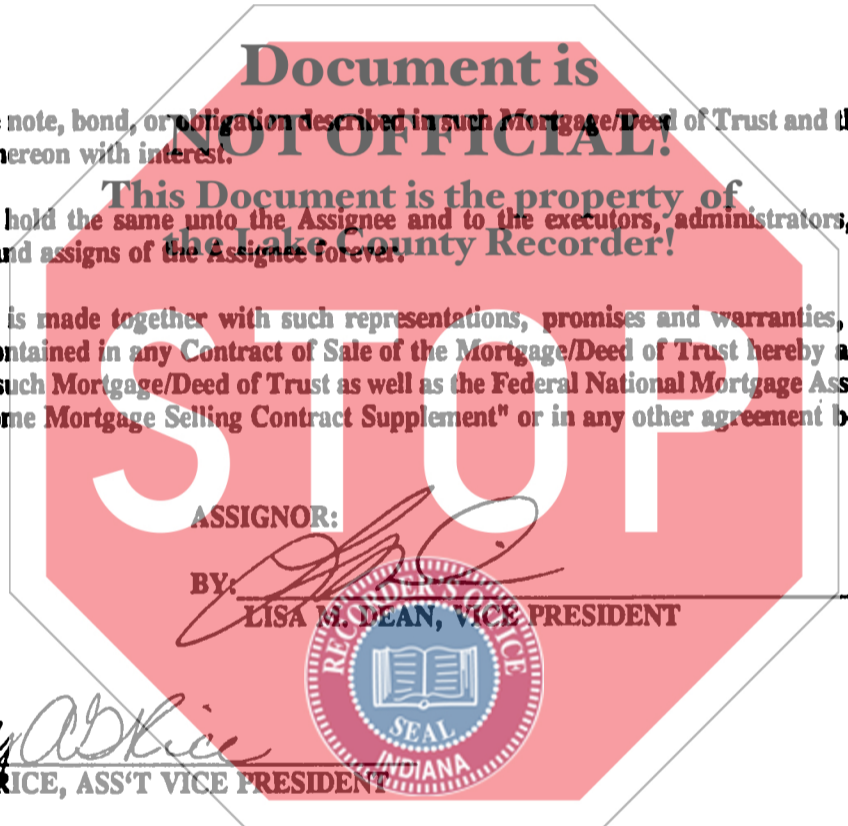 Document is
note, bond, or obligation described in such Mortgage/Deed of Trust and
NOT OFFICIAL!
hereon with interest.
This Document is the property of
hold the same unto the Assignee and to the executors, administrators,
the Lake County Recorder!
and assigns of the Assignee forever.
is made together with such representations, promises and warranties,
contained in any Contract of Sale of the Mortgage/Deed of Trust hereby
such Mortgage/Deed of Trust as well as the Federal National Mortgage Ass
me Mortgage Selling Contract Supplement" or in any other agreement b
STOP
ASSIGNOR:
BY:
LISA M. DEAN, VICE PRESIDENT
RECORDER'S OFFICE
SEAL
INDIANA
RICE, ASS'T VICE PRESIDENT